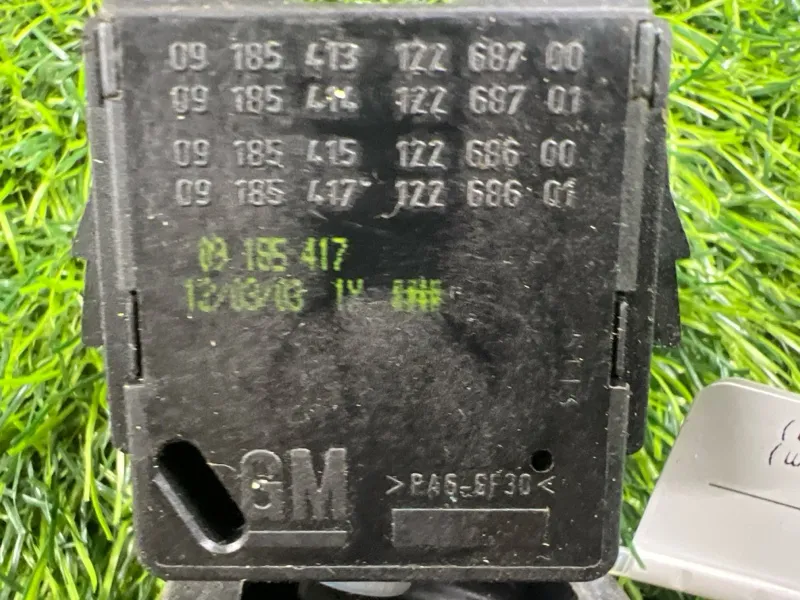 09 185 413 122 687 00
09 185 414 122 687 01
09 185 415 122 686 00
09 185 417 122 686 01
09 185 417
12/03/03 1Y
GM
>PA6-GF30<